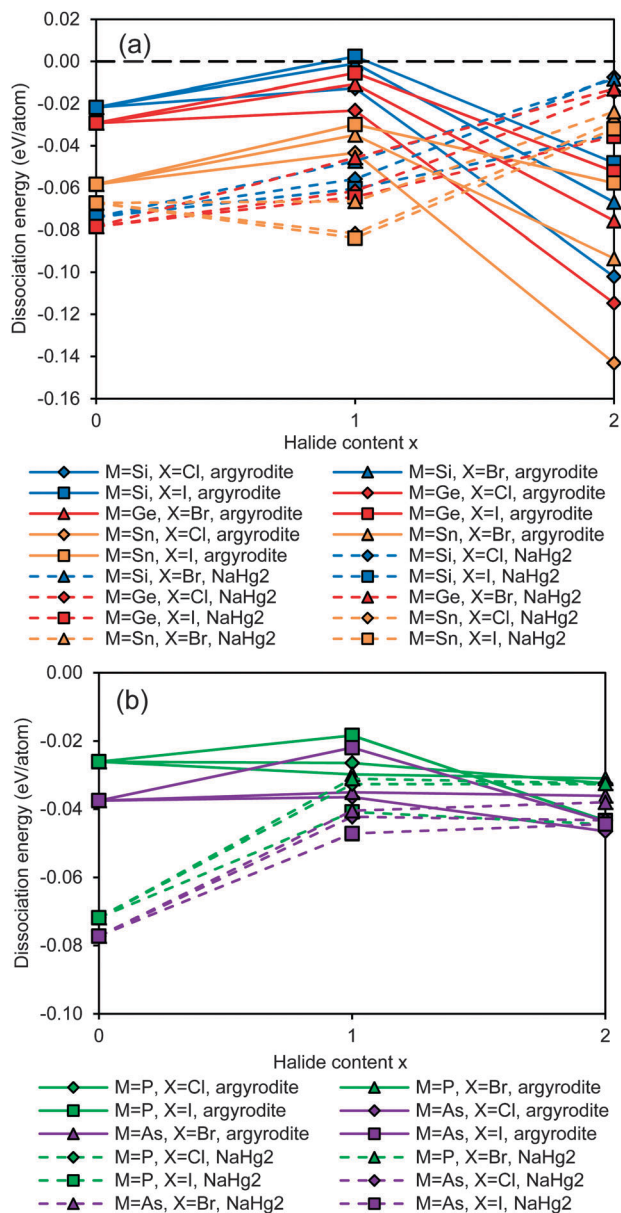 0.02
(a)
0.00
-0.02
-0.04
-0.06
-0.08
-0.10
-0.12
-0.14
-0.16
Dissociation energy (eV/atom)
0 1 2
Halide content x
M=Si, X=Cl, argyrodite M=Si, X=Br, argyrodite
M=Si, X=I, argyrodite M=Ge, X=Cl, argyrodite
M=Ge, X=Br, argyrodite M=Ge, X=I, argyrodite
M=Sn, X=Cl, argyrodite M=Sn, X=Br, argyrodite
M=Sn, X=I, argyrodite M=Si, X=Cl, NaHg2
M=Si, X=Br, NaHg2 M=Si, X=I, NaHg2
M=Ge, X=Cl, NaHg2 M=Ge, X=Br, NaHg2
M=Ge, X=I, NaHg2 M=Sn, X=Cl, NaHg2
M=Sn, X=Br, NaHg2 M=Sn, X=I, NaHg2
0.00
(b)
-0.02
-0.04
-0.06
-0.08
-0.10
Dissociation energy (eV/atom)
0 1 2
Halide content x
M=P, X=Cl, argyrodite M=P, X=Br, argyrodite
M=P, X=I, argyrodite M=As, X=Cl, argyrodite
M=As, X=Br, argyrodite M=As, X=I, argyrodite
M=P, X=Cl, NaHg2 M=P, X=Br, NaHg2
M=P, X=I, NaHg2 M=As, X=Cl, NaHg2
M=As, X=Br, NaHg2 M=As, X=I, NaHg2